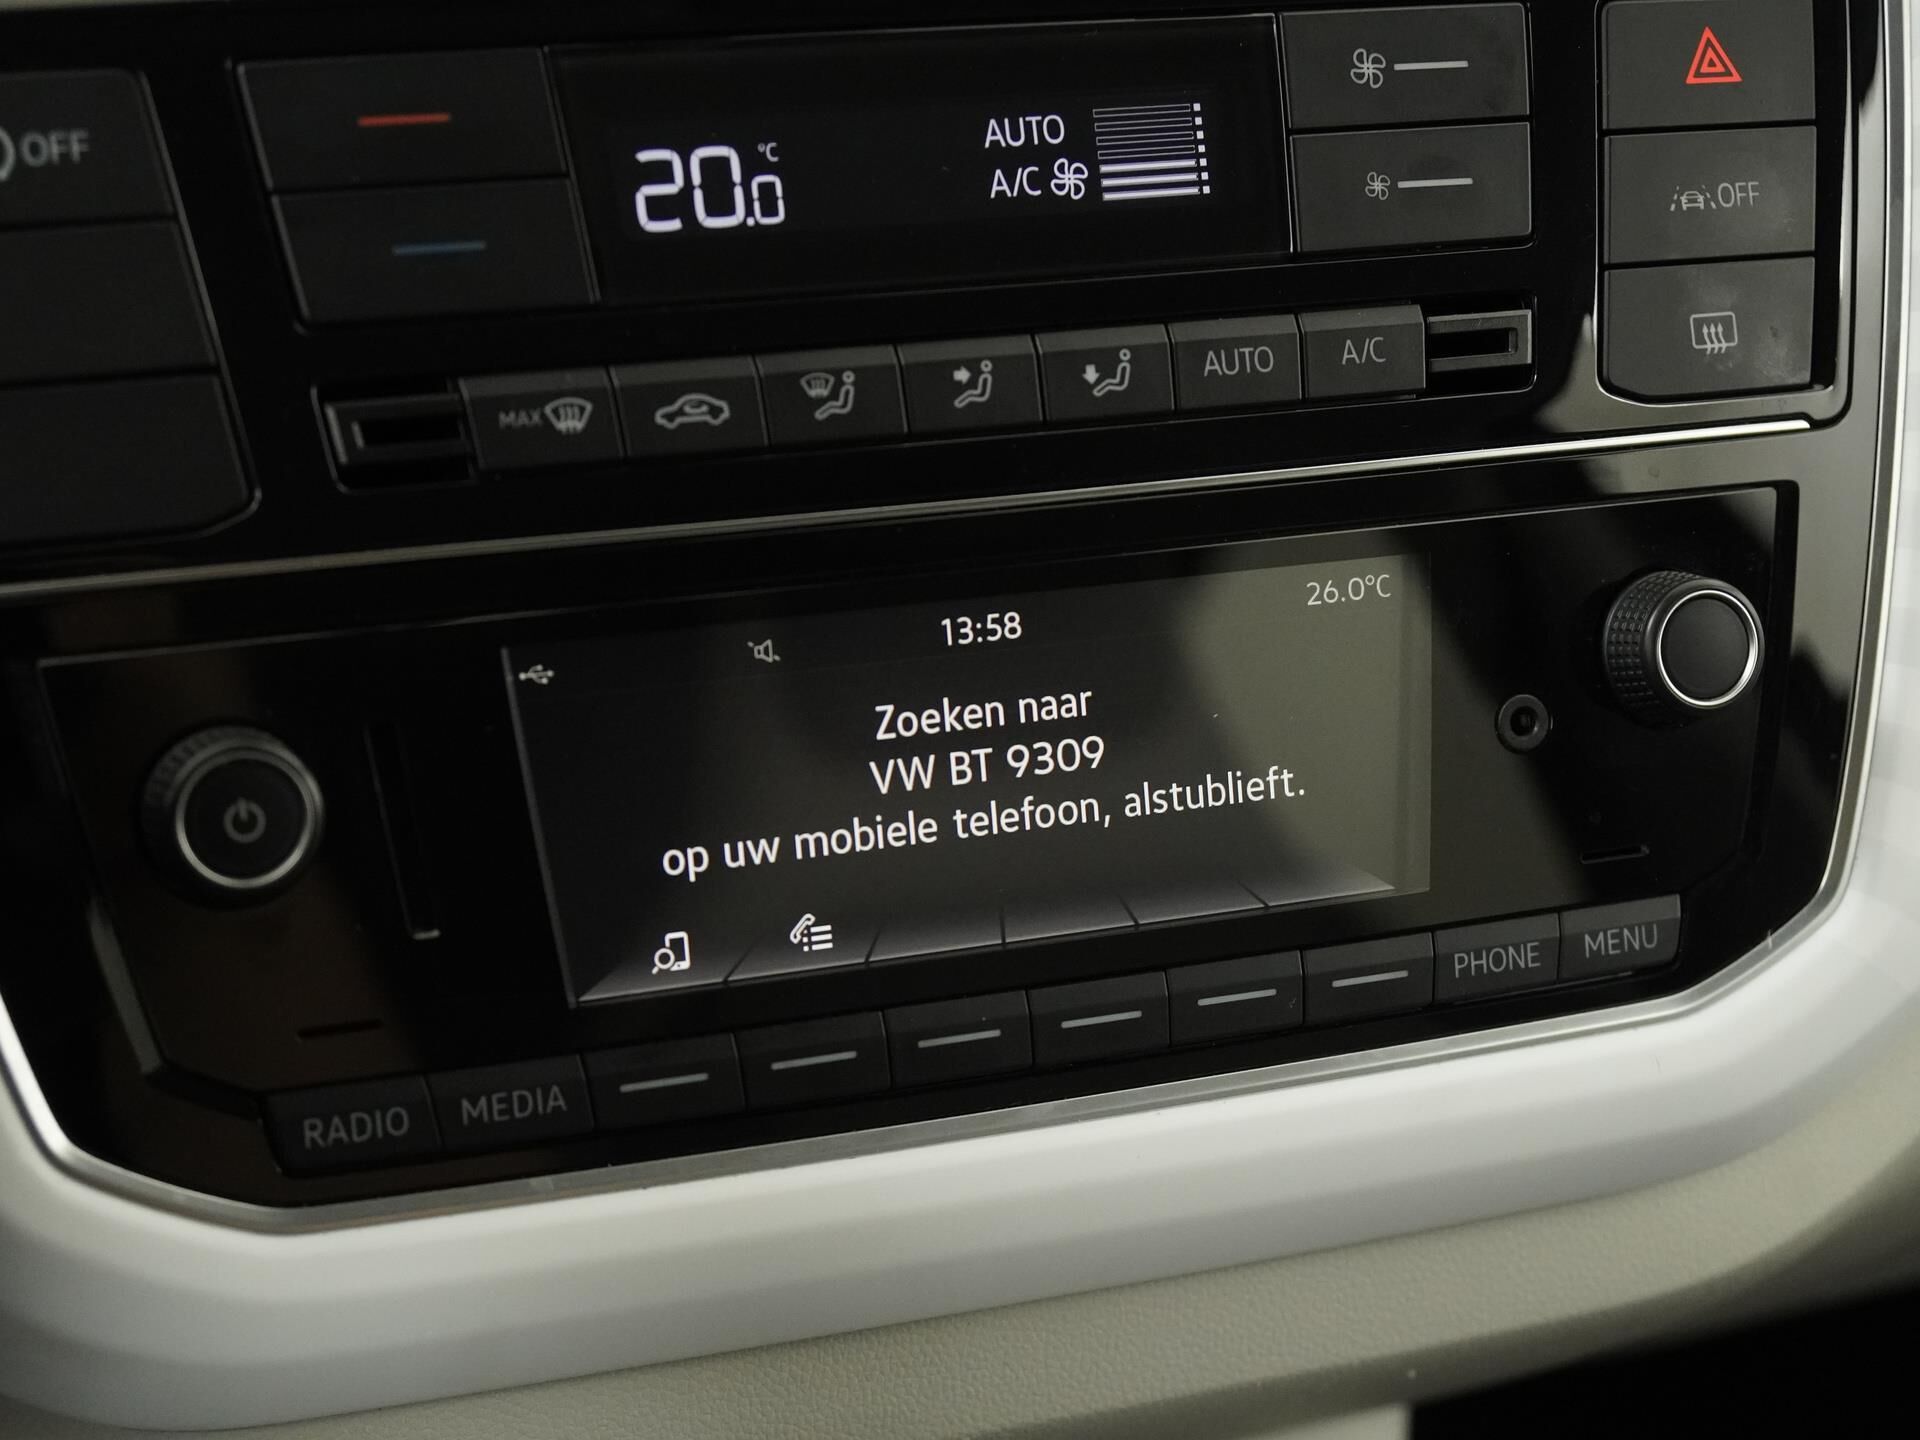 OFF
20.0 °C
AUTO
A/C
OFF
MAX
AUTO
A/C
13:58
26.0°C
Zoeken naar
VW BT 9309
op uw mobiele telefoon, alstublieft.
RADIO
MEDIA
PHONE
MENU